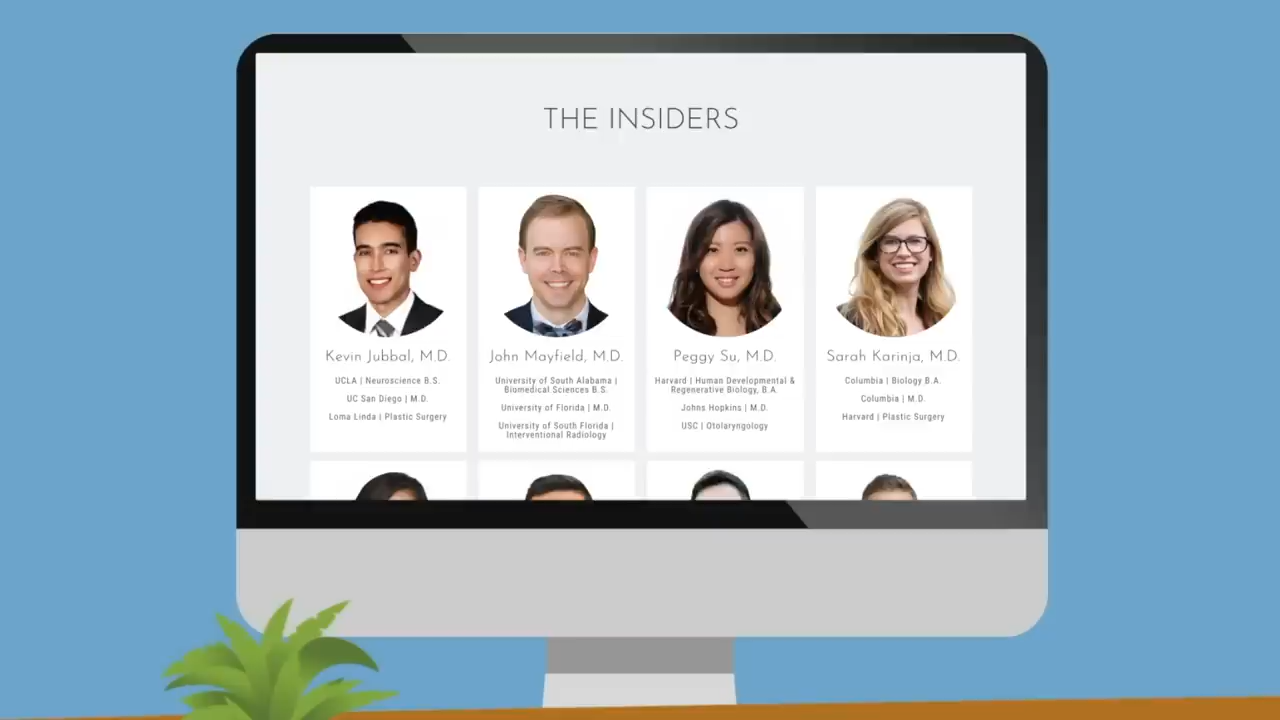 THE INSIDERS
Kevin Jubbal, M.D.
UCLA | Neuroscience B.S.
UC San Diego | M.D.
Loma Linda | Plastic Surgery
John Mayfield, M.D.
University of South Alabama |
Biomedical Sciences B.S.
University of Florida | M.D.
University of South Florida |
Interventional Radiology
Peggy Su, M.D.
Harvard | Human Developmental &
Regenerative Biology, B.A.
Johns Hopkins | M.D.
USC | Otolaryngology
Sarah Karinja, M.D.
Columbia | Biology B.A.
Columbia | M.D.
Harvard | Plastic Surgery